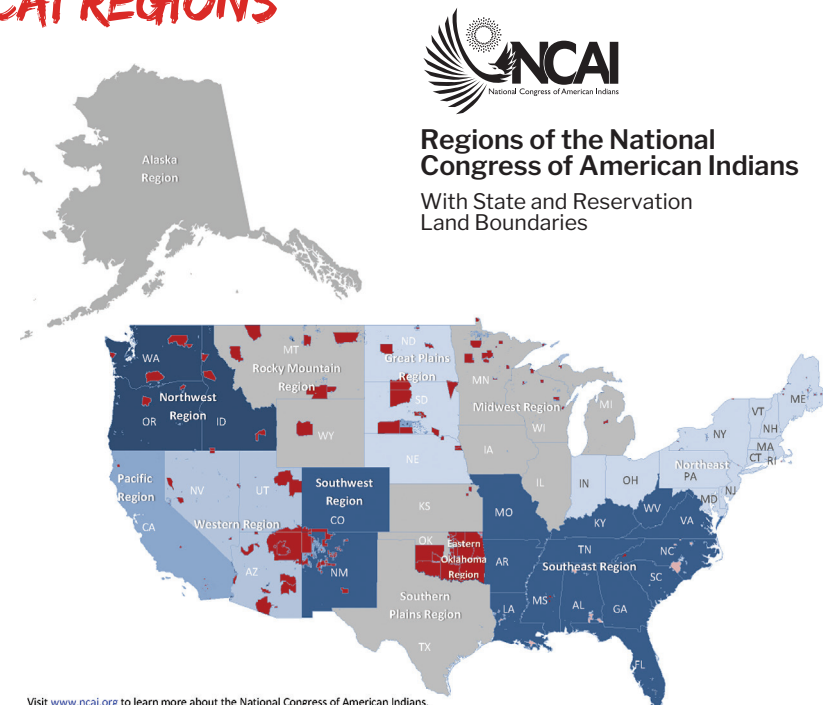 CAI REGIONS
NCAI
National Congress of American Indians
Regions of the National
Congress of American Indians
With State and Reservation
Land Boundaries
Alaska
Region
WA
Northwest
Region
OR
ID
MT
Rocky Mountain
Region
WY
ND
Great Plains
Region
SD
NE
MN
Midwest Region
WI
MI
IA
IL
IN
OH
Northeast
PA
NY
VT
NH
ME
MA
CT
RI
NJ
MD
Pacific
Region
CA
NV
UT
Western Region
AZ
Southwest
Region
CO
NM
KS
OK
Eastern
Oklahoma
Region
Southern
Plains Region
TX
MO
AR
LA
KY
WV
VA
TN
NC
Southeast Region
SC
MS
AL
GA
FL
Visit www.ncai.org to learn more about the National Congress of American Indians.